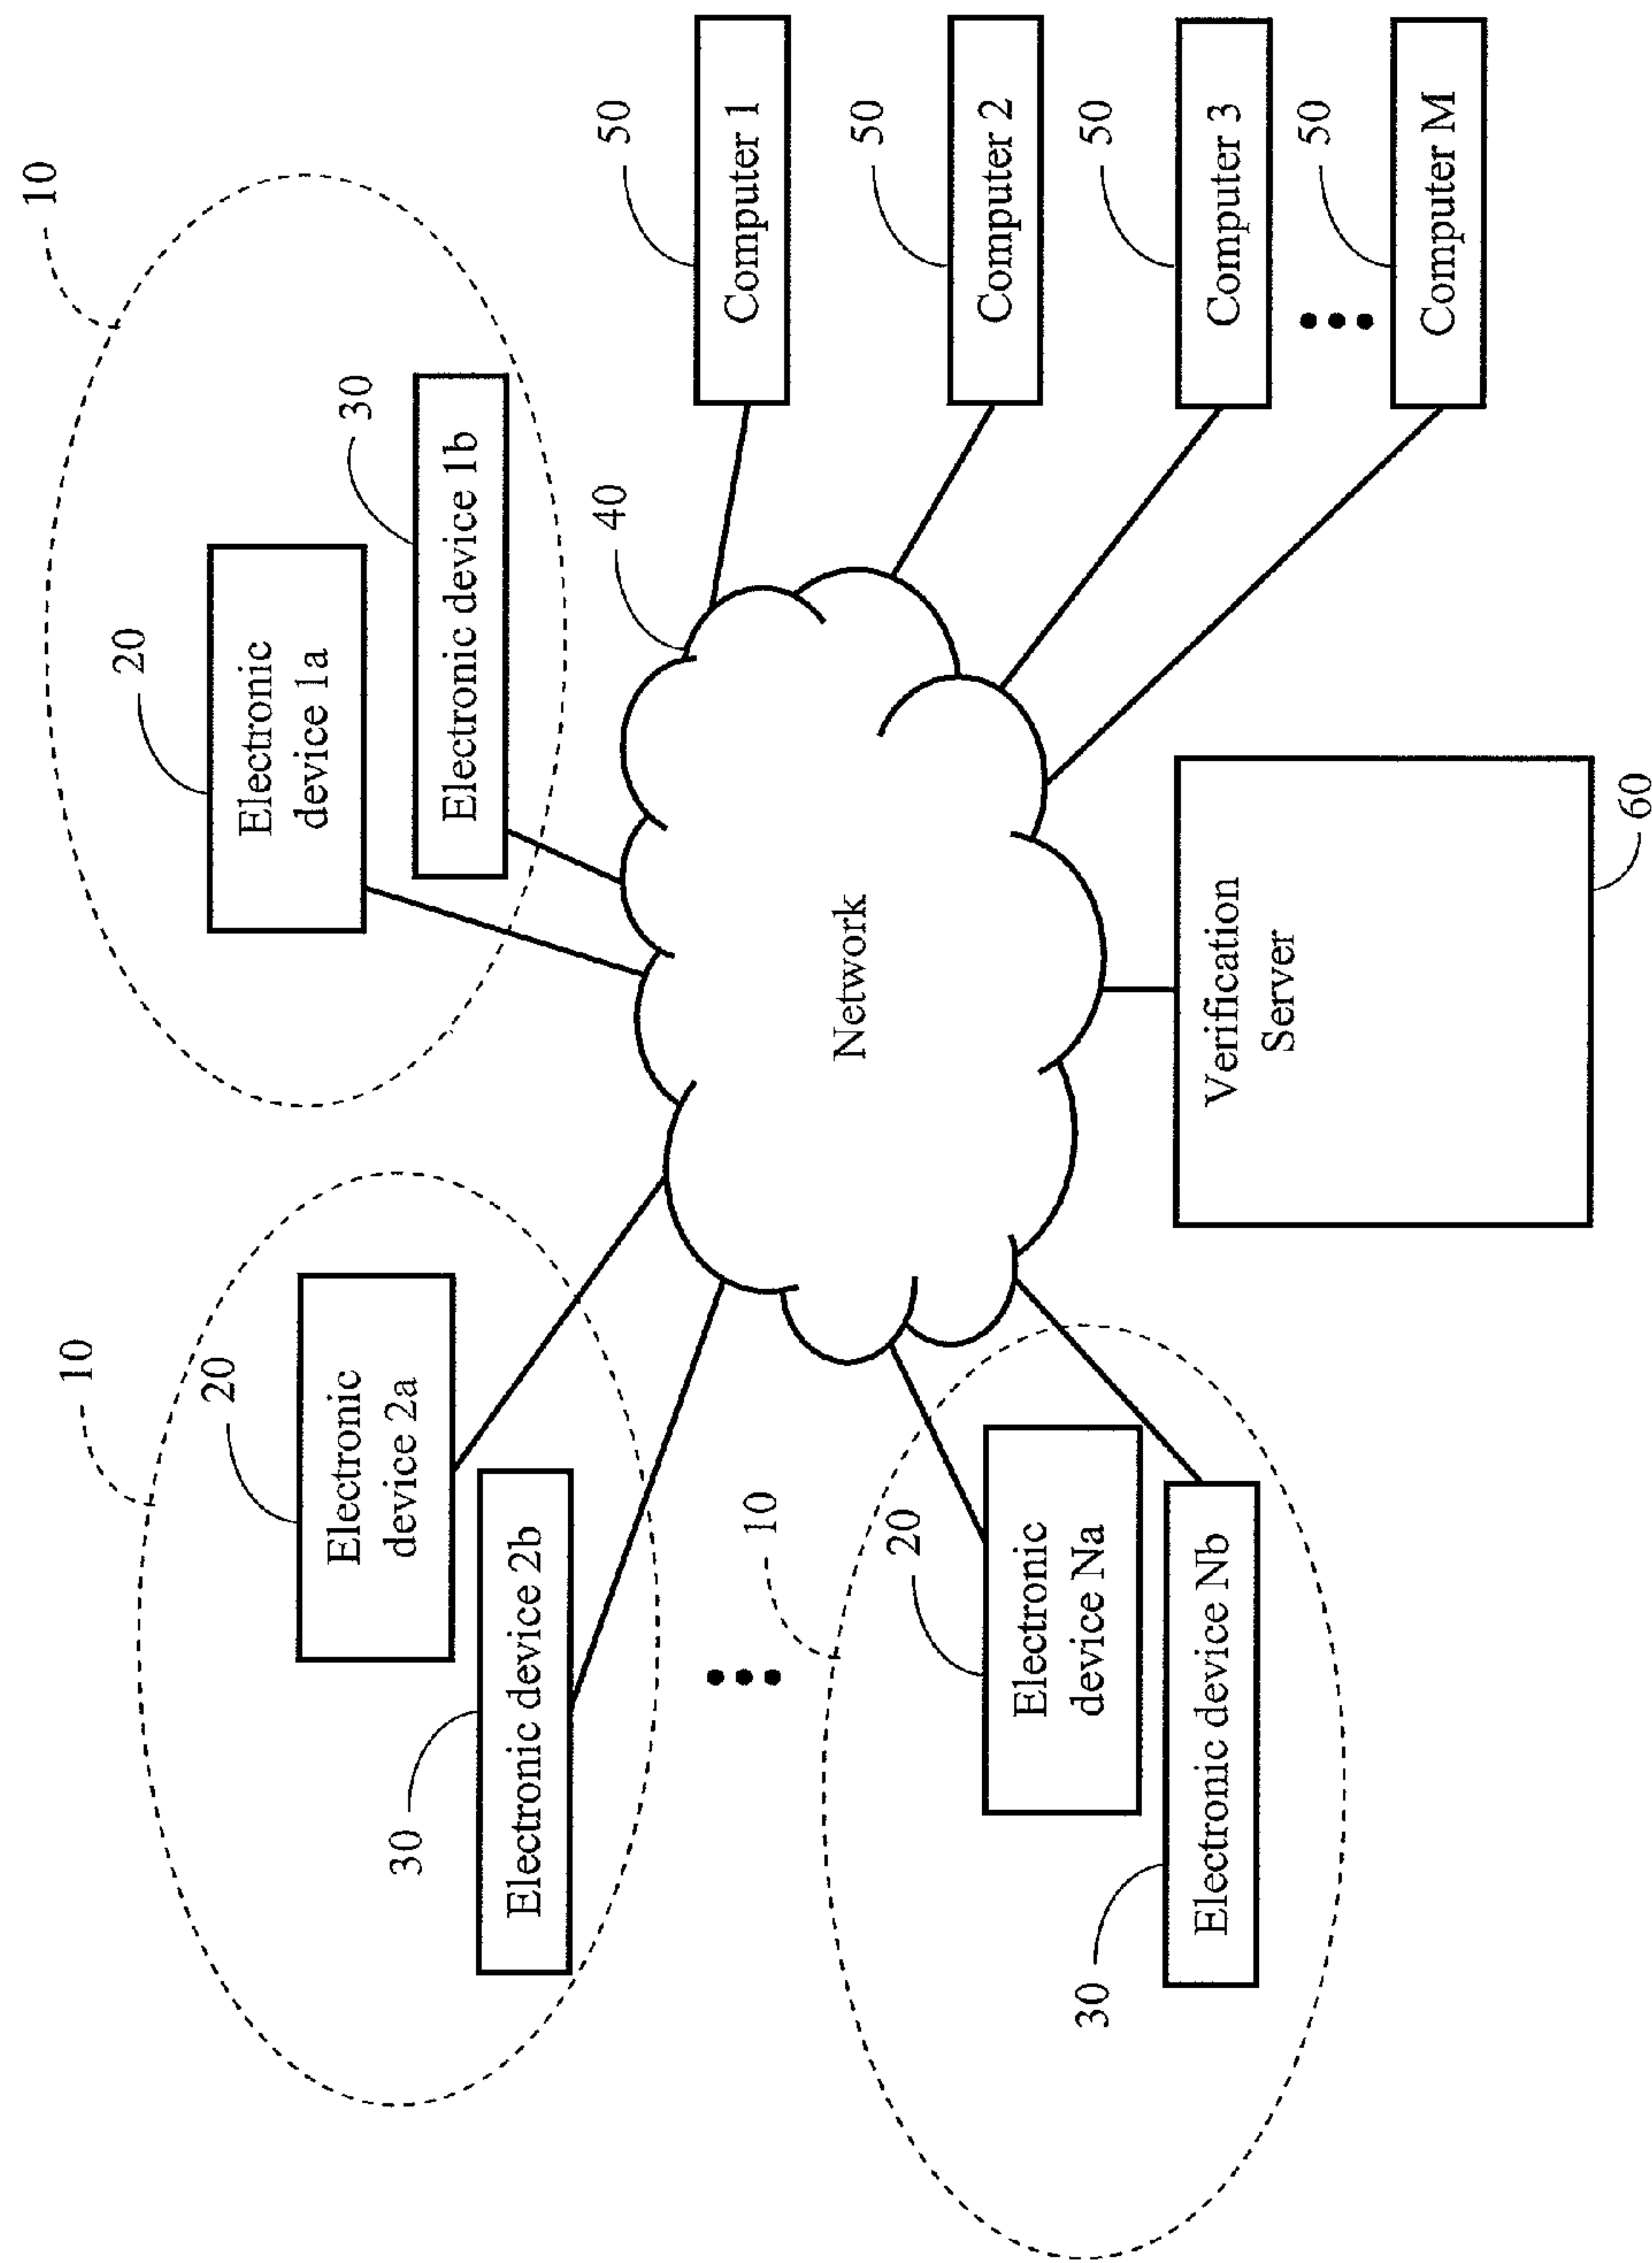 10
20
Electronic
device 2a
30
Electronic device 2b
10
20
Electronic
device 1a
30
Electronic device 1b
40
Network
10
20
Electronic
device Na
30
Electronic device Nb
50
Computer 1
50
Computer 2
50
Computer 3
50
Computer M
Verification
Server
60